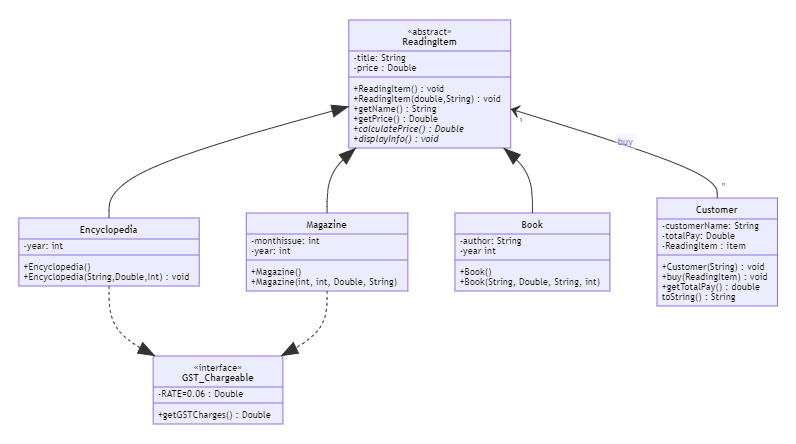 «abstract»
ReadingItem
-title: String
-price : Double
+ReadingItem() : void
+ReadingItem(double,String) : void
+getName() : String
+getPrice() : Double
+calculatePrice() : Double
+displayInfo() : void
1
buy
n
Encyclopedia
-year: int
+Encyclopedia()
+Encyclopedia(String,Double,Int) : void
Magazine
-monthissue: int
-year: int
+Magazine()
+Magazine(int, int, Double, String)
Book
-author: String
-year int
+Book()
+Book(String, Double, String, int)
Customer
-customerName: String
-totalPay: Double
-ReadingItem : item
+Customer(String) : void
+buy(ReadingItem) : void
+getTotalPay() : double
toString() : String
«interface»
GST_Chargeable
-RATE=0.06 : Double
+getGSTCharges() : Double